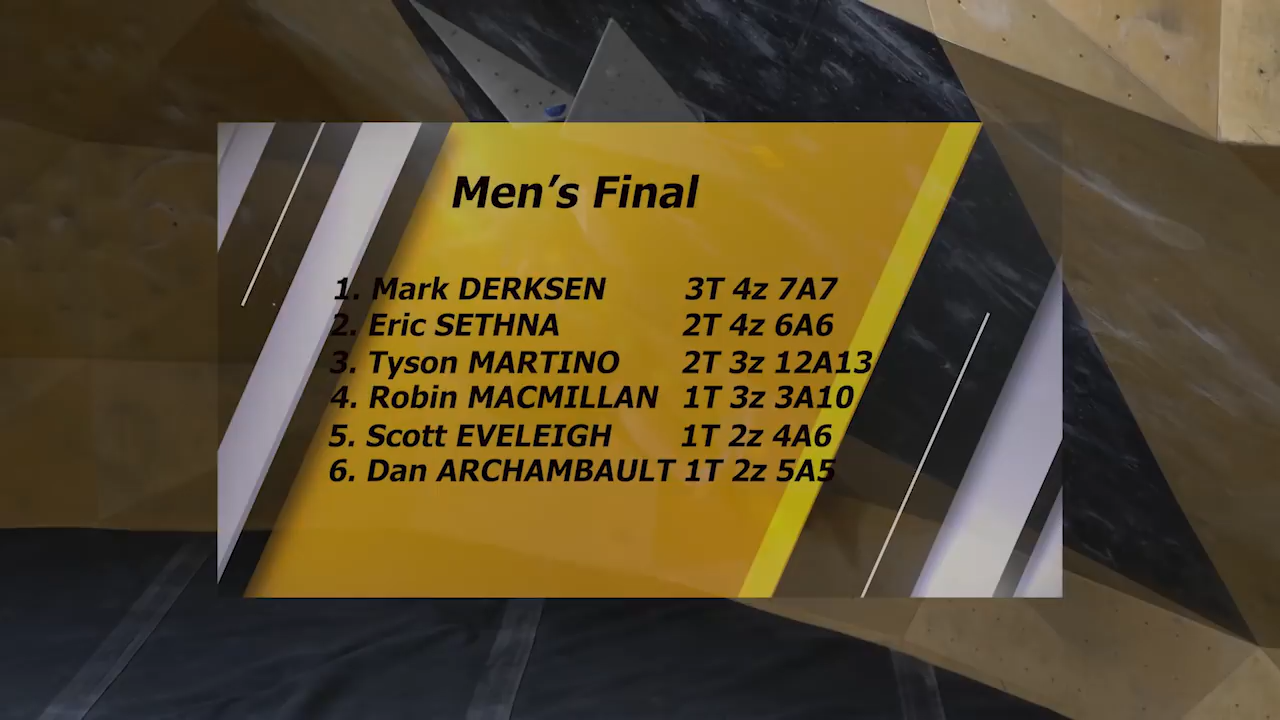 Men’s Final
1. Mark DERKSEN 3T 4z 7A7
2. Eric SETHNA 2T 4z 6A6
3. Tyson MARTINO 2T 3z 12A13
4. Robin MACMILLAN 1T 3z 3A10
5. Scott EVELEIGH 1T 2z 4A6
6. Dan ARCHAMBAULT 1T 2z 5A5